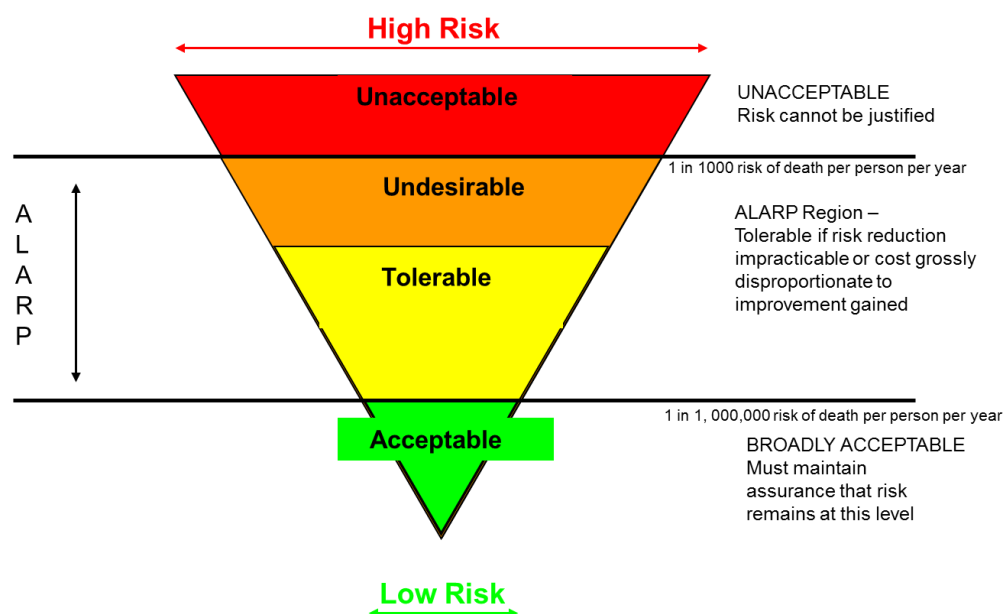 High Risk
Unacceptable
UNACCEPTABLE
Risk cannot be justified
1 in 1000 risk of death per person per year
Undesirable
A
L
A
R
P
ALARP Region –
Tolerable if risk reduction
impracticable or cost grossly
disproportionate to
improvement gained
Tolerable
1 in 1, 000,000 risk of death per person per year
Acceptable
BROADLY ACCEPTABLE
Must maintain
assurance that risk
remains at this level
Low Risk